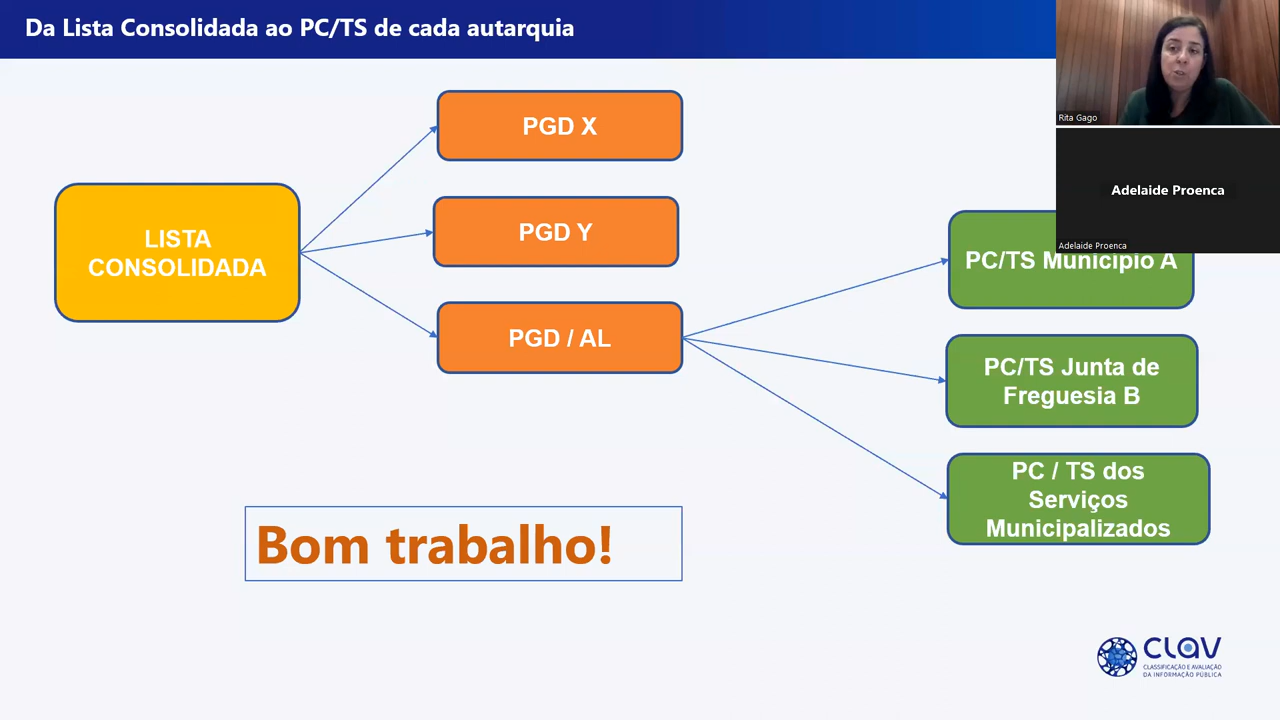 Da Lista Consolidada ao PC/TS de cada autarquia
Rita Gago
Adelaide Proenca
Adelaide Proenca
PGD X
PGD Y
LISTA
CONSOLIDADA
PGD / AL
PC/TS Município A
PC/TS Junta de
Freguesia B
PC / TS dos
Serviços
Municipalizados
Bom trabalho!
CLAV
CLASSIFICAÇÃO E AVALIAÇÃO
DA INFORMAÇÃO PÚBLICA